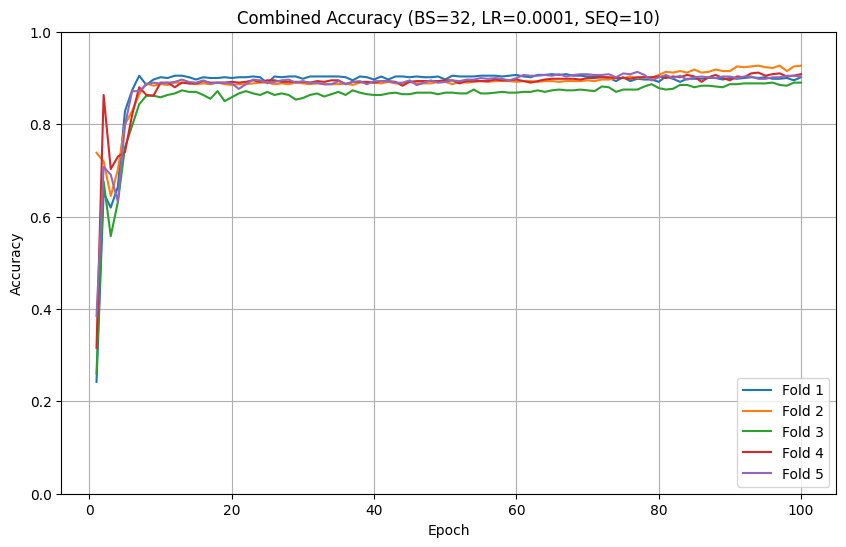 Combined Accuracy (BS=32, LR=0.0001, SEQ=10)
1.0
0.8
0.6
0.4
0.2
0.0
Accuracy
0 20 40 60 80 100
Epoch
Fold 1
Fold 2
Fold 3
Fold 4
Fold 5